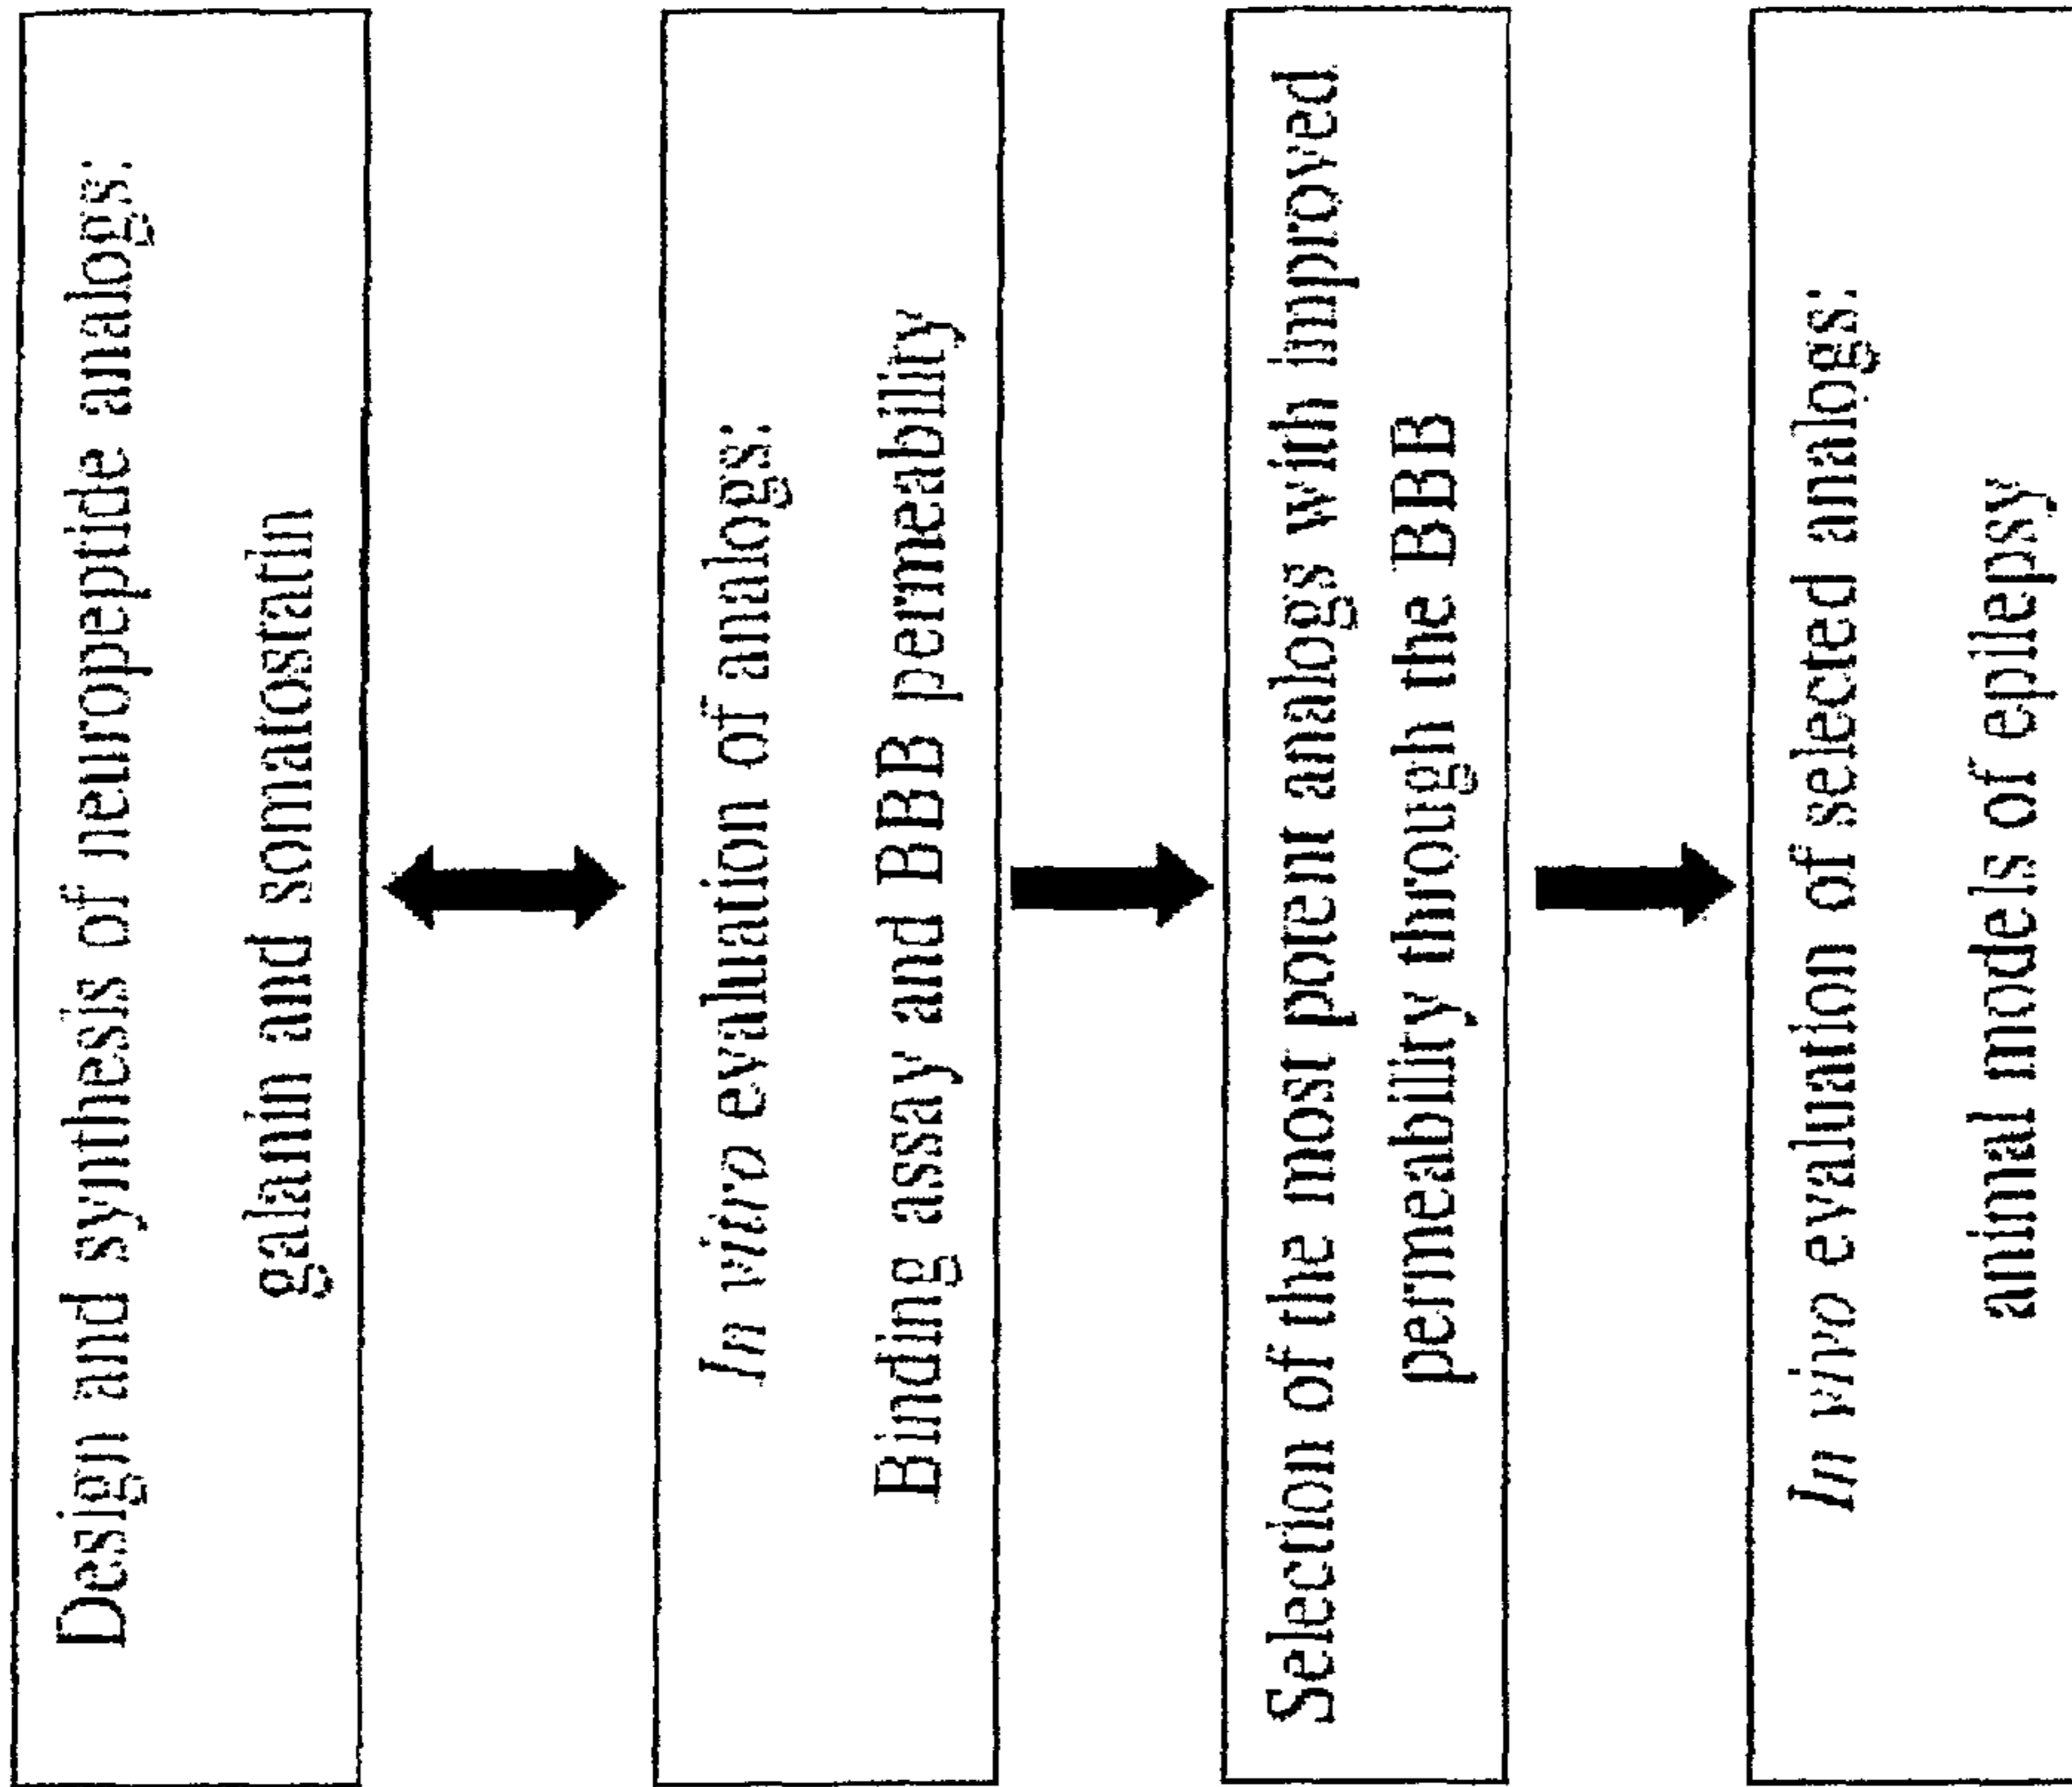 Design and synthesis of neuropeptide analogs:
galanin and somatostatin
In vitro evaluation of analogs:
Binding assay and BBB permeability
Selection of the most potent analogs with improved
permeability through the BBB
In vivo evaluation of selected analogs:
animal models of epilepsy